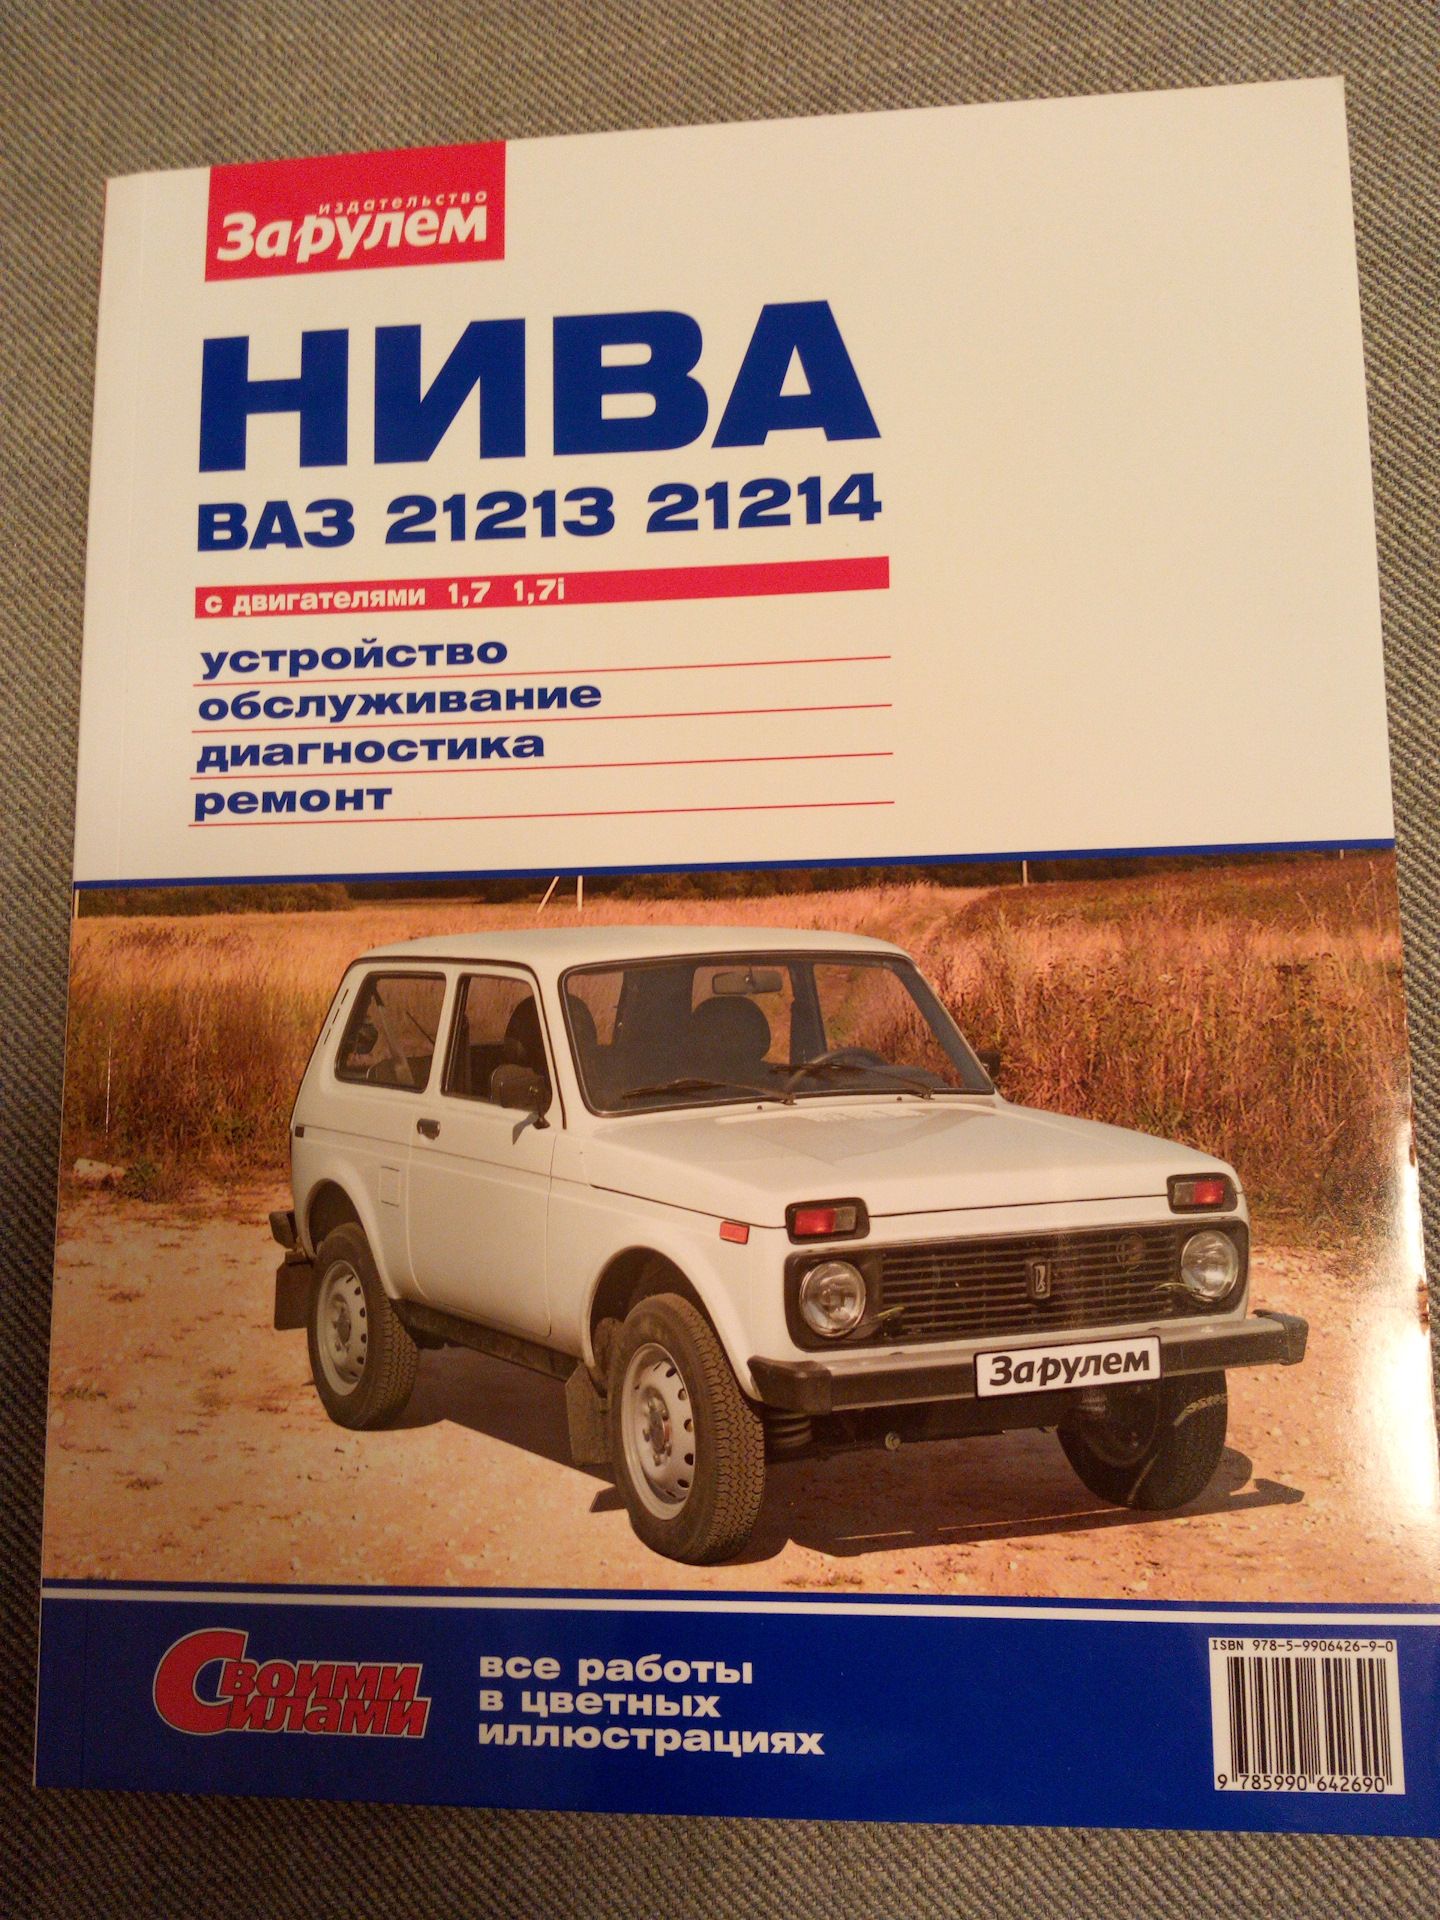 издательство
За рулем
НИВА
ВАЗ 21213 21214
с двигателями 1,7 1,7i
устройство
обслуживание
диагностика
ремонт
За рулем
Своими
Силами
все работы
в цветных
иллюстрациях
ISBN 978-5-9906426-9-0
9 785990 642690